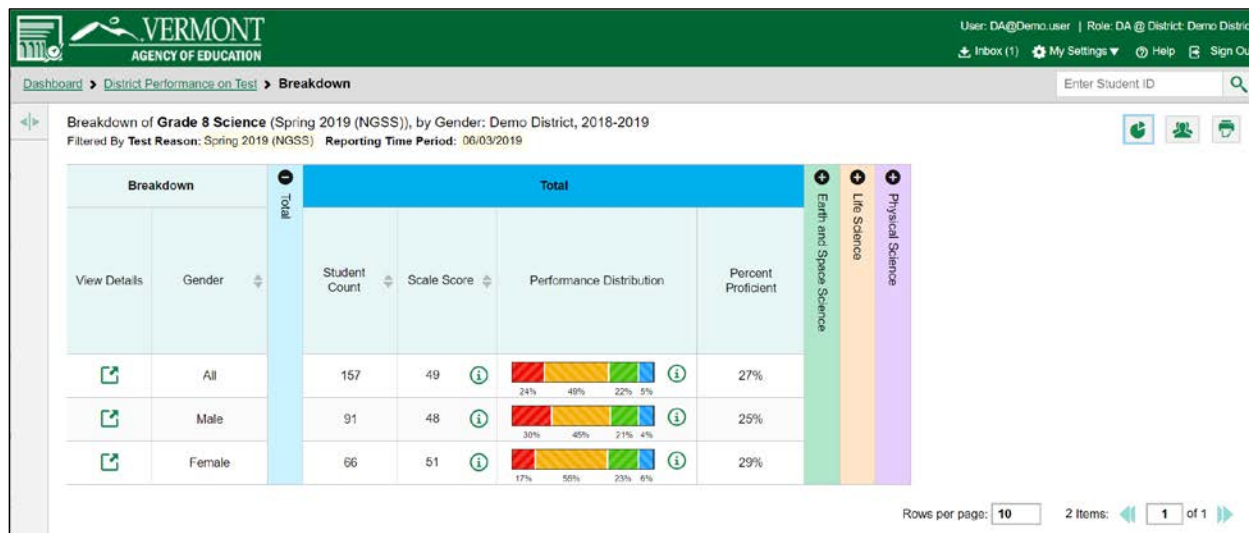 VERMONT
AGENCY OF EDUCATION
User: DA@Demo.user | Role: DA @ District: Demo Distric
Inbox (1) My Settings ▼ Help Sign Ou
Dashboard > District Performance on Test > Breakdown
Enter Student ID
Breakdown of Grade 8 Science (Spring 2019 (NGSS)), by Gender: Demo District, 2018-2019
Filtered By Test Reason: Spring 2019 (NGSS) Reporting Time Period: 06/03/2019
Breakdown
Total
Total
Earth and Space Science
Life Science
Physical Science
View Details Gender Student Count Scale Score Performance Distribution Percent Proficient
All 157 49 27%
24% 49% 22% 5%
Male 91 48 25%
30% 45% 21% 4%
Female 66 51 29%
17% 55% 23% 6%
Rows per page: 10 2 Items: 1 of 1